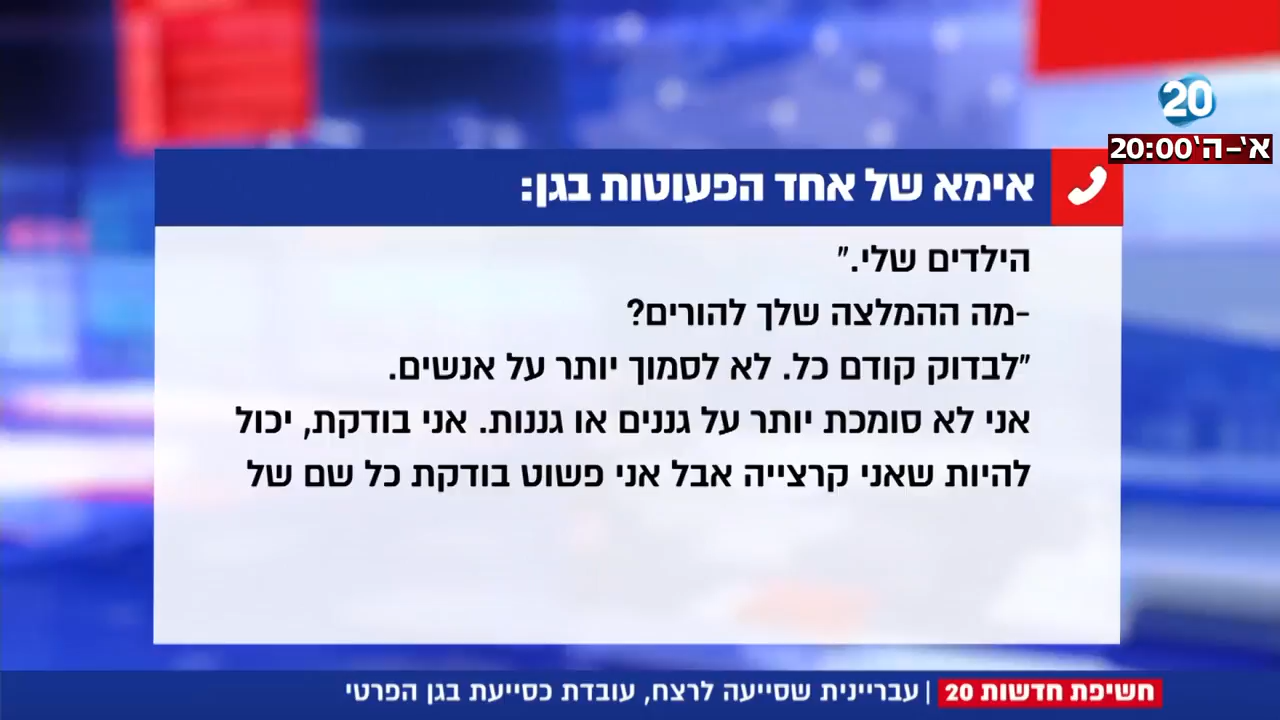 20
א'-ה' 20:00
אימא של אחד הפעוטות בגן:
הילדים שלי."
-מה ההמלצה שלך להורים?
"לבדוק קודם כל. לא לסמוך יותר על אנשים.
אני לא סומכת יותר על גננים או גננות. אני בודקת, יכול
להיות שאני קרצייה אבל אני פשוט בודקת כל שם של
חשיפת חדשות 20 | עבריינית שסייעה לרצח, עובדת כסייעת בגן הפרטי